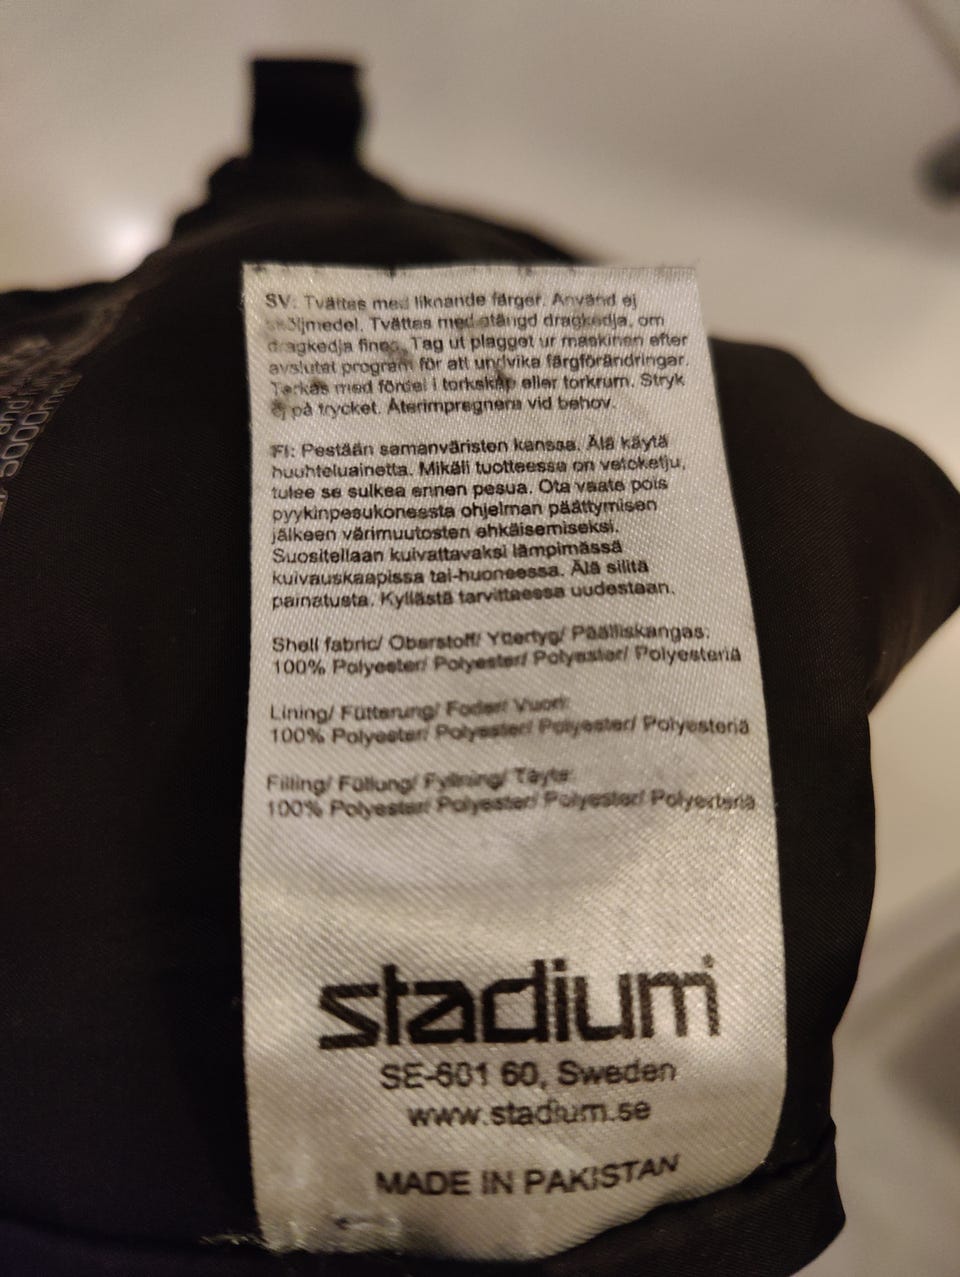 SV: Tvättas med liknande färger. Använd ej
sköljmedel. Tvättas med stängd dragkedja, om
dragkedja finns. Tag ut plagget ur maskinen efter
avslutat program för att undvika färgförändringar.
Torkas med fördel i torkskåp eller torkrum. Stryk
ej på trycket. Återimpregnera vid behov.
FI: Pestään samanväristen kanssa. Älä käytä
huuhteluainetta. Mikäli tuotteessa on vetoketju,
tulee se sulkea ennen pesua. Ota vaate pois
pyykinpesukoneesta ohjelman päättymisen
jälkeen värimuutosten ehkäisemiseksi.
Suositellaan kuivattavaksi lämpimässä
kuivauskaapissa tai-huoneessa. Älä silitä
painatusta. Kyllästä tarvittaessa uudestaan.
Shell fabric/ Oberstoff/ Yttertyg/ Päälliskangas:
100% Polyester/ Polyester/ Polyester/ Polyesteriä
Lining/ Fütterung/ Foder/ Vuori:
100% Polyester/ Polyester/ Polyester/ Polyesteriä
Filling/ Füllung/ Fyllning/ Täyte:
100% Polyester/ Polyester/ Polyester/ Polyesteriä
stadium
SE-601 60, Sweden
www.stadium.se
MADE IN PAKISTAN